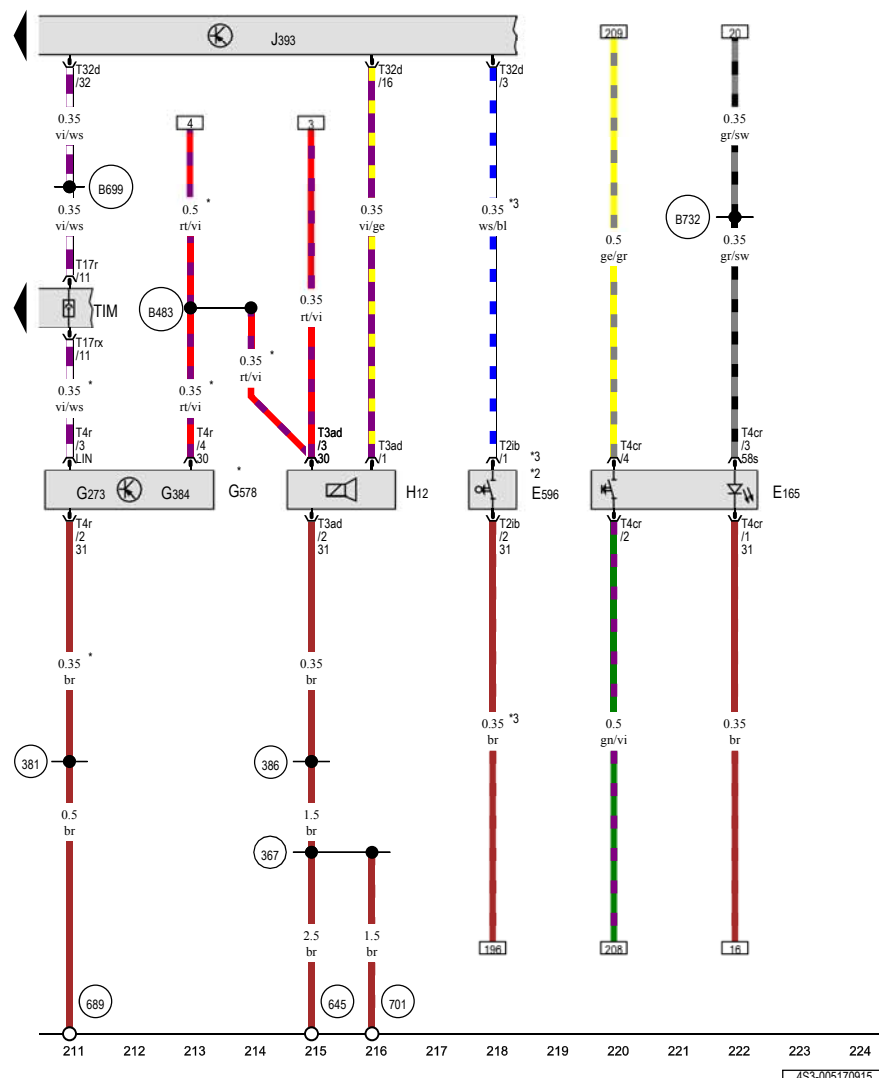 J393
T32d
/32
T32d
/16
T32d
/3
209
20
4
3
0.35
vi/ws
0.35
gr/sw
B699
0.35
vi/ws
0.5 *
rt/vi
0.35
vi/ge
0.35 *3
ws/bl
0.5
ge/gr
B732
0.35
gr/sw
T17r
/11
TIM
B483
0.35
rt/vi
T17rx
/11
0.35 *
rt/vi
0.35 *
vi/ws
0.35 *
rt/vi
T4r
/3
LIN
T4r
/4
30
T3ad
/3
30
T3ad
/1
T2ib
/1
*3
*2
T4cr
/4
T4cr
/3
58s
G273
G384
G578 *
H12
E596
E165
T4r
/2
31
T3ad
/2
31
T2ib
/2
31
T4cr
/2
T4cr
/1
31
0.35 *
br
0.35
br
0.35 *3
br
0.5
gn/vi
0.35
br
381
386
0.5
br
1.5
br
367
2.5
br
1.5
br
196
208
16
689
645
701
211 212 213 214 215 216 217 218 219 220 221 222 223 224
4S3-005170915